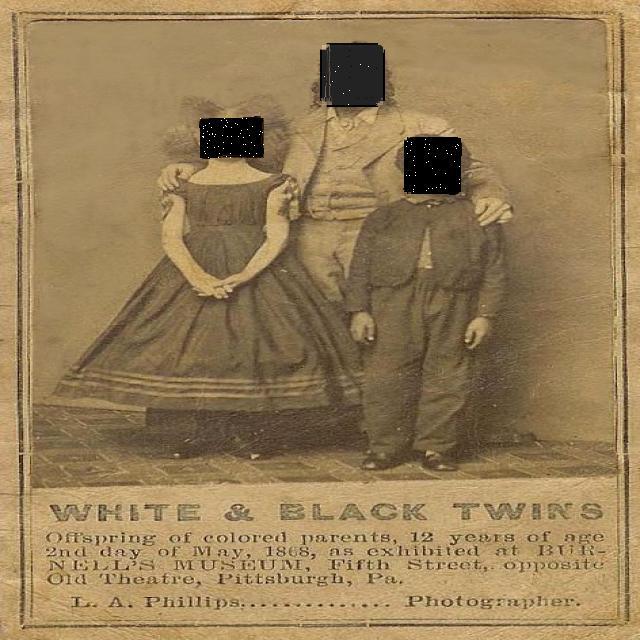 WHITE & BLACK TWINS
Offspring of colored parents, 12 years of age
2nd day of May, 1868, as exhibited at BUR-
NELL'S MUSEUM, Fifth Street, opposite
Old Theatre, Pittsburgh, Pa.
L. A. Phillips............. Photographer.